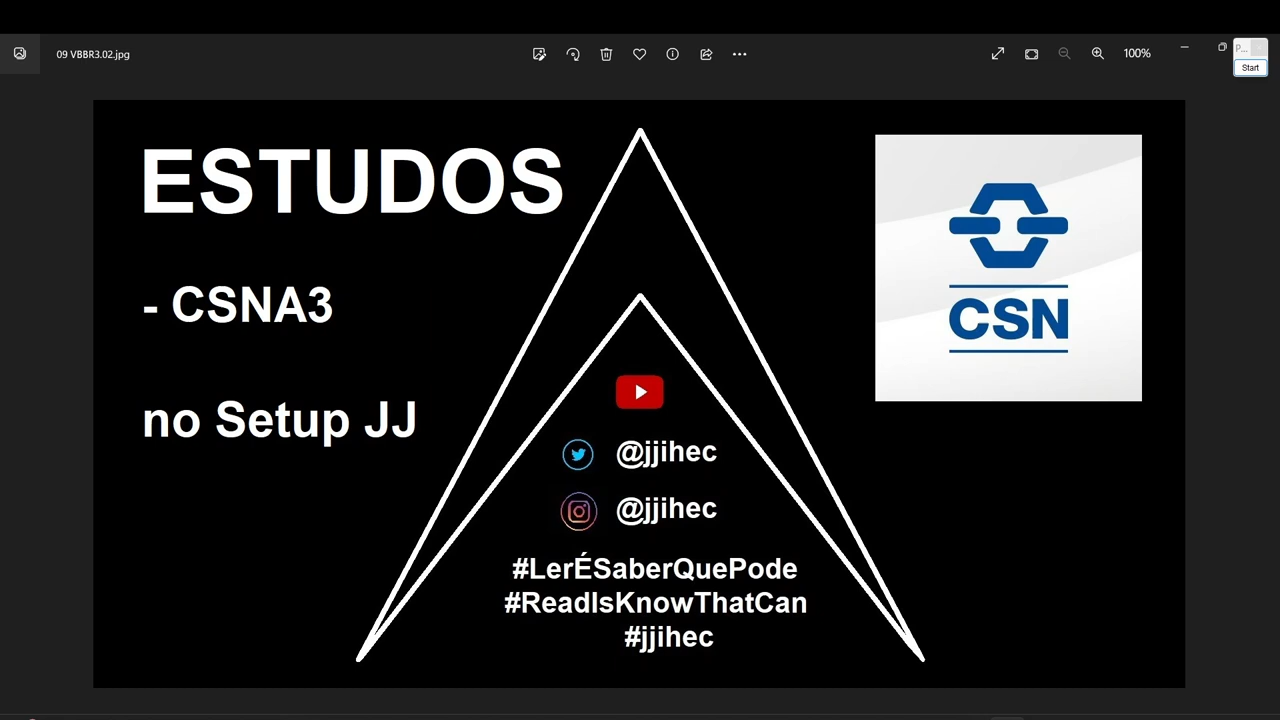 09 VBBR3.02.jpg
100%
P...
Start
ESTUDOS
- CSNA3
no Setup JJ
CSN
@jjihec
@jjihec
#LerÉSaberQuePode
#ReadIsKnowThatCan
#jjihec